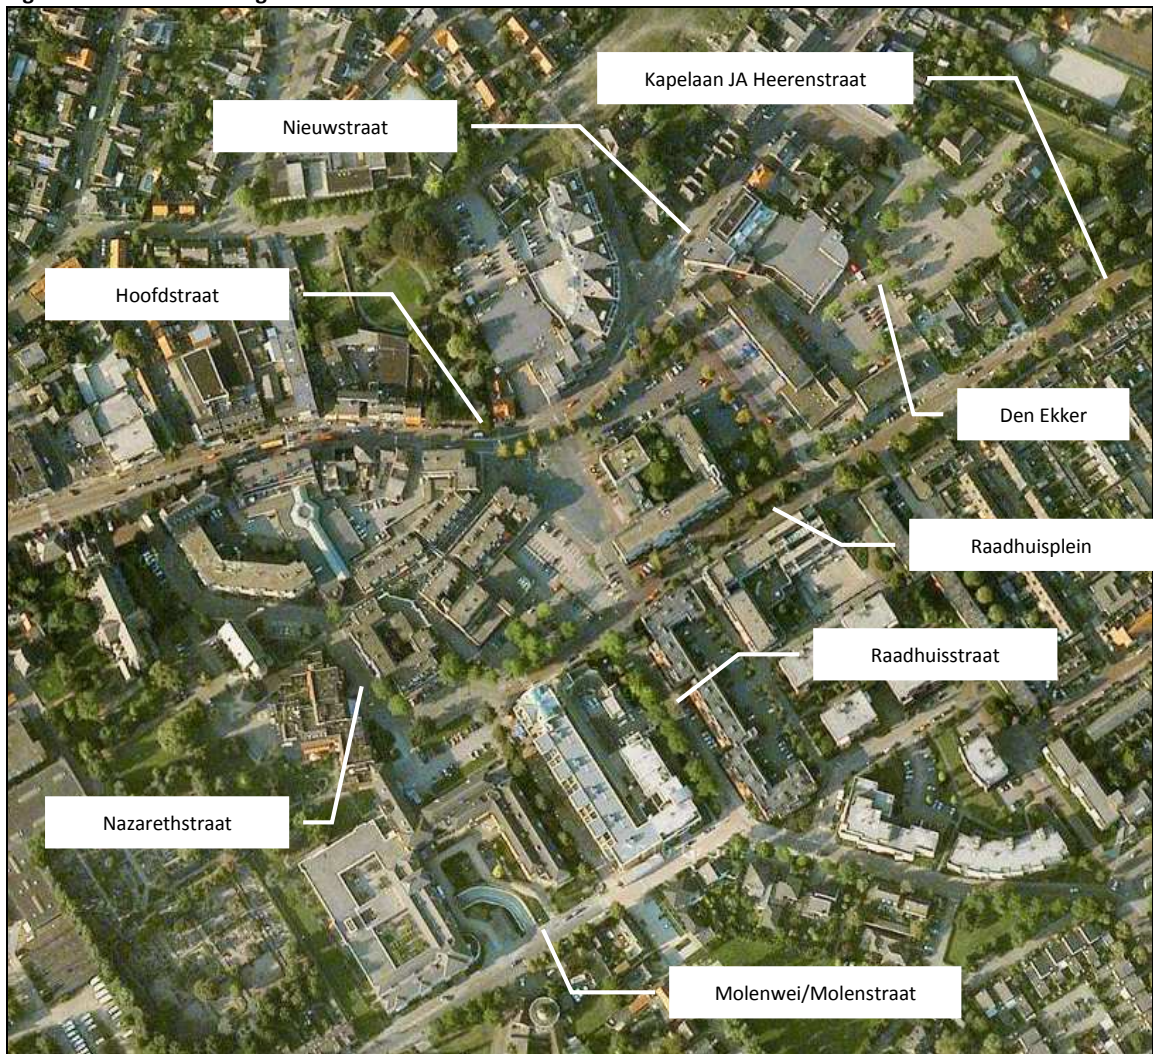 Kapelaan JA Heerenstraat
Nieuwstraat
Hoofdstraat
Den Ekker
Raadhuisplein
Raadhuisstraat
Nazarethstraat
Molenwei/Molenstraat